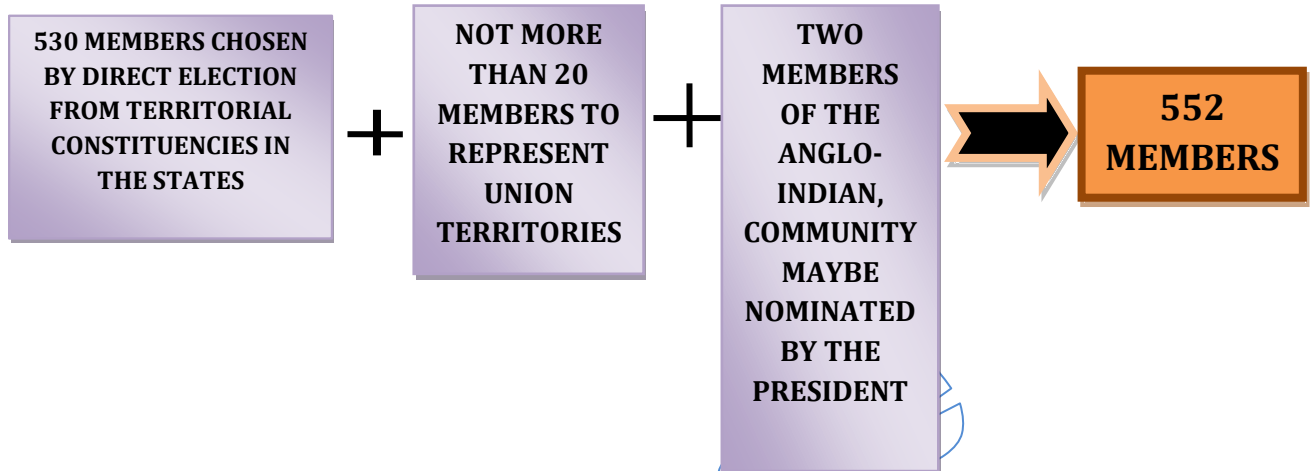 530 MEMBERS CHOSEN
BY DIRECT ELECTION
FROM TERRITORIAL
CONSTITUENCIES IN
THE STATES
+
NOT MORE
THAN 20
MEMBERS TO
REPRESENT
UNION
TERRITORIES
+
TWO
MEMBERS
OF THE
ANGLO-
INDIAN,
COMMUNITY
MAYBE
NOMINATED
BY THE
PRESIDENT
552
MEMBERS